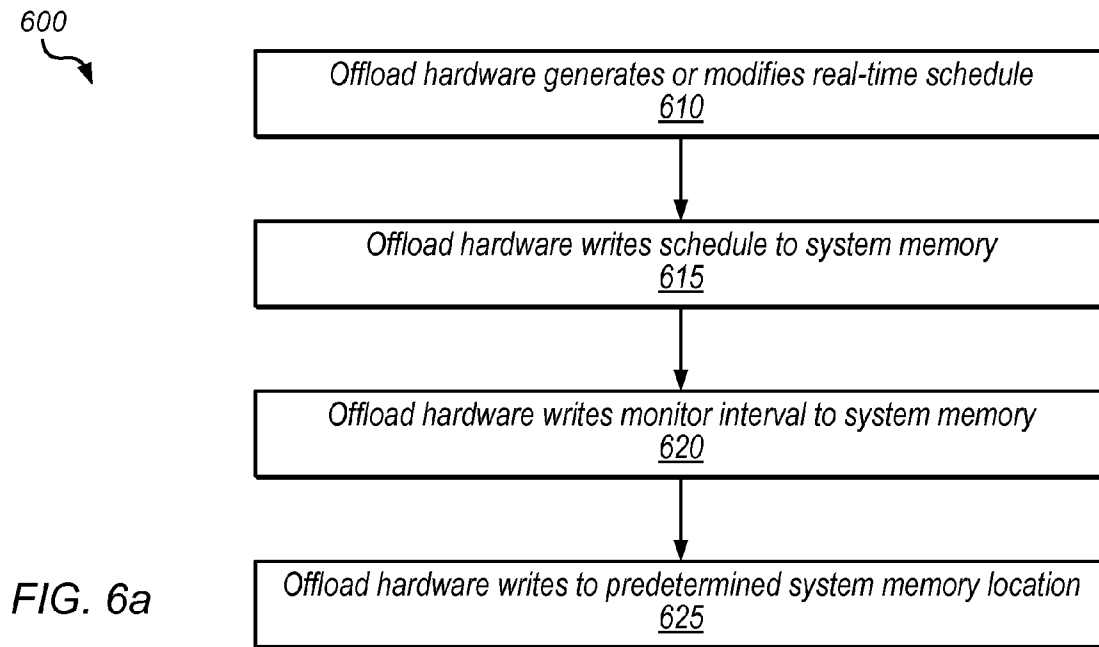 600
Offload hardware generates or modifies real-time schedule
610
Offload hardware writes schedule to system memory
615
Offload hardware writes monitor interval to system memory
620
Offload hardware writes to predetermined system memory location
625
FIG. 6a